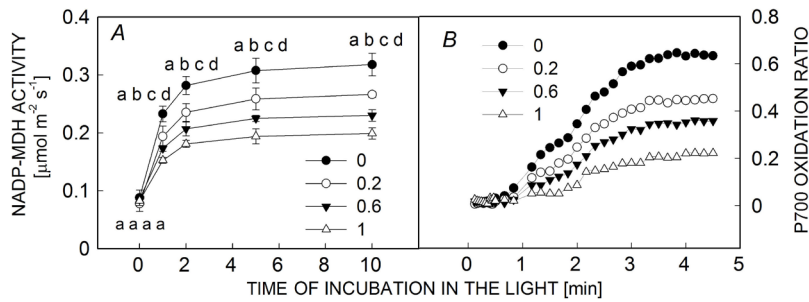 NADP-MDH ACTIVITY
[μmol m-2 s-1]
0.4
0.3
0.2
0.1
0
A
a b c d
a b c d
a b c d
a b c d
a a a a
0
0.2
0.6
1
0 2 4 6 8 10
B
0
0.2
0.6
1
0 1 2 3 4 5
0.8
0.6
0.4
0.2
0
P700 OXIDATION RATIO
TIME OF INCUBATION IN THE LIGHT [min]